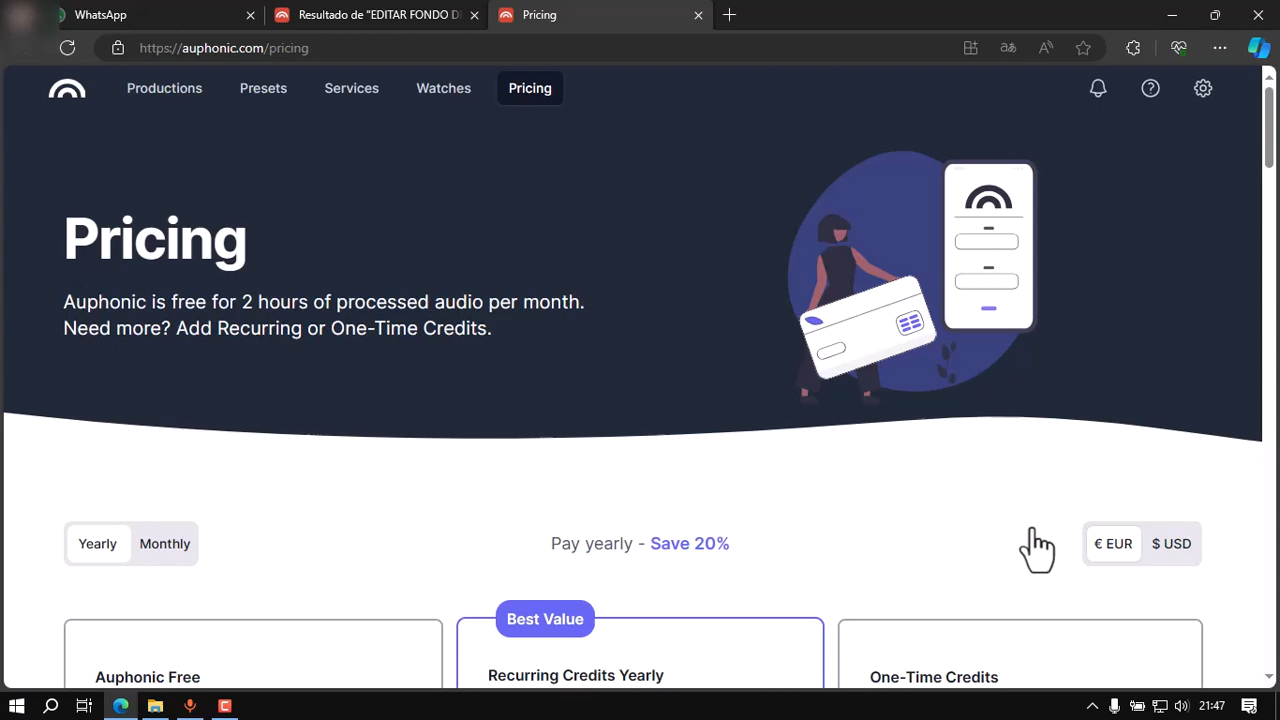 WhatsApp
Resultado de "EDITAR FONDO DE
Pricing
https://auphonic.com/pricing
Productions
Presets
Services
Watches
Pricing
Pricing
Auphonic is free for 2 hours of processed audio per month.
Need more? Add Recurring or One-Time Credits.
Yearly
Monthly
Pay yearly - Save 20%
€ EUR
$ USD
Best Value
Auphonic Free
Recurring Credits Yearly
One-Time Credits
21:47